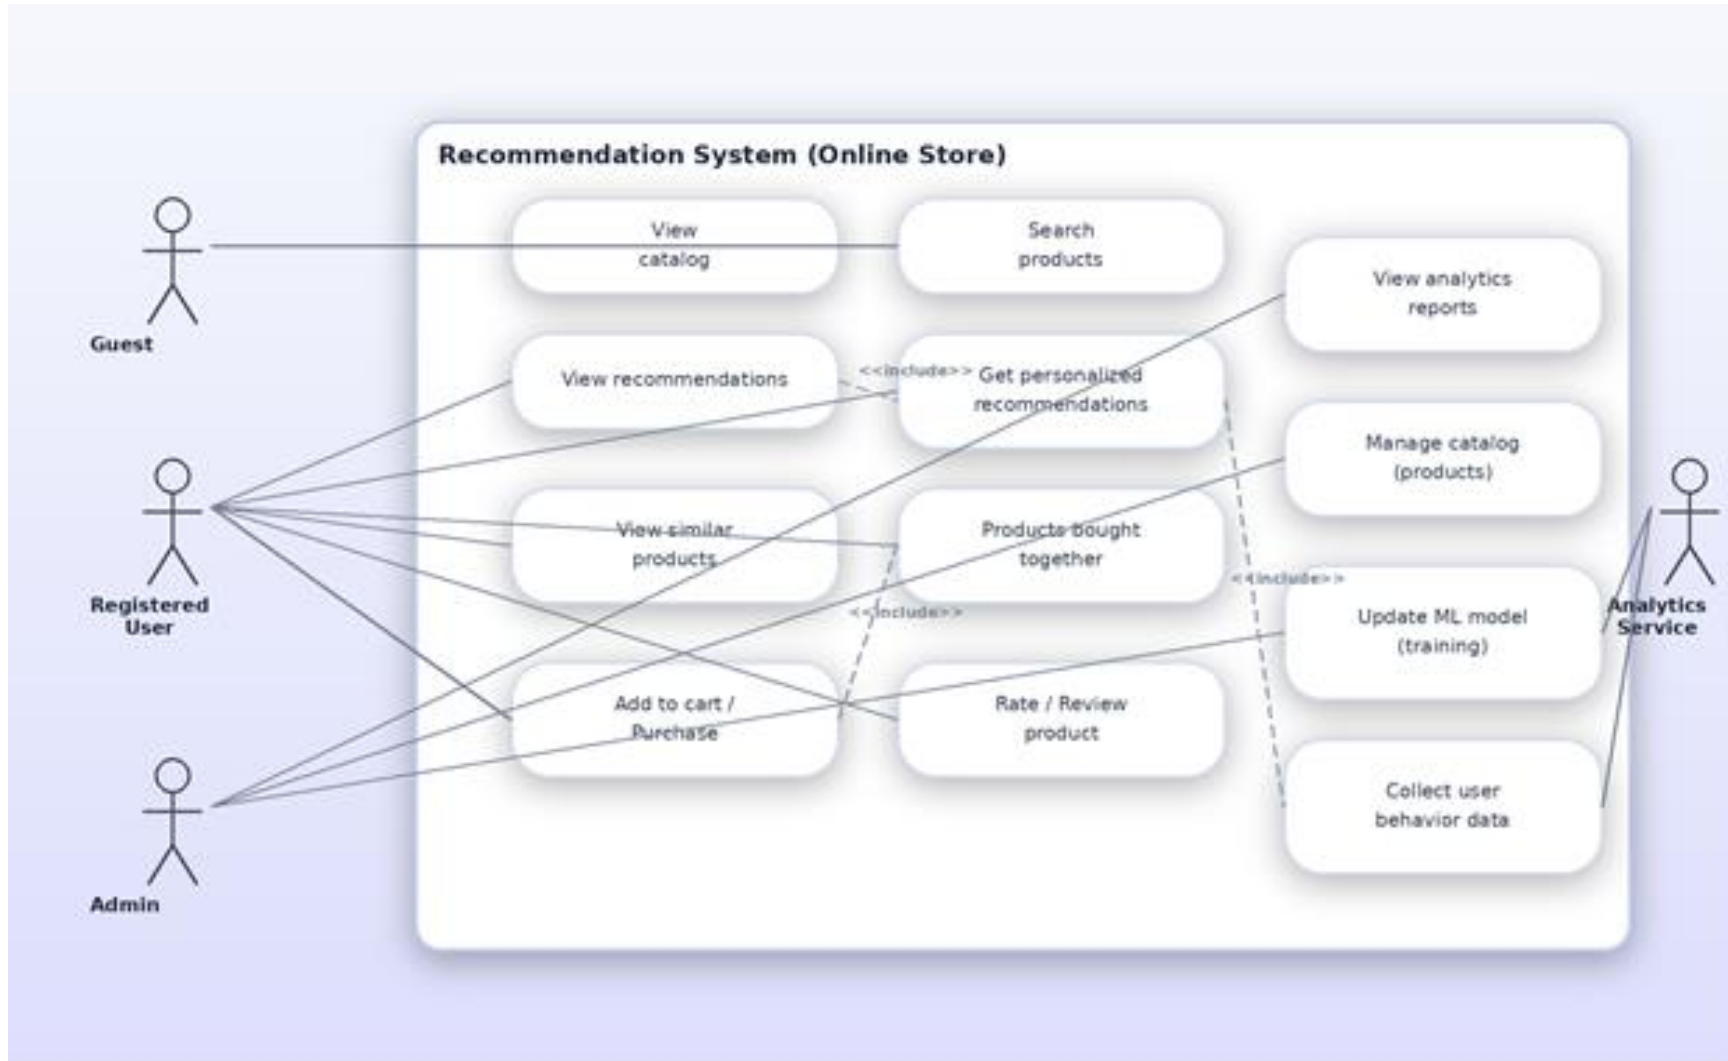 Recommendation System (Online Store)
Guest
Registered
User
Admin
View
catalog
Search
products
View analytics
reports
View recommendations
<<include>>
Get personalized
recommendations
Manage catalog
(products)
View similar
products
Products bought
together
<<include>>
<<include>>
Update ML model
(training)
Analytics
Service
Add to cart /
Purchase
Rate / Review
product
Collect user
behavior data